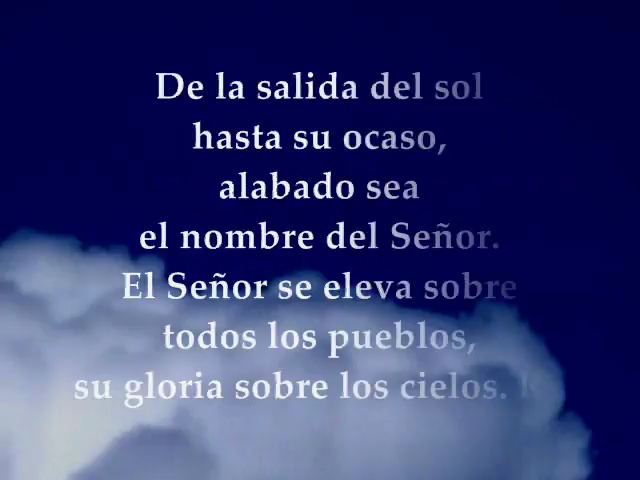 De la salida del sol
hasta su ocaso,
alabado sea
el nombre del Señor.
El Señor se eleva sobre
todos los pueblos,
su gloria sobre los cielos.